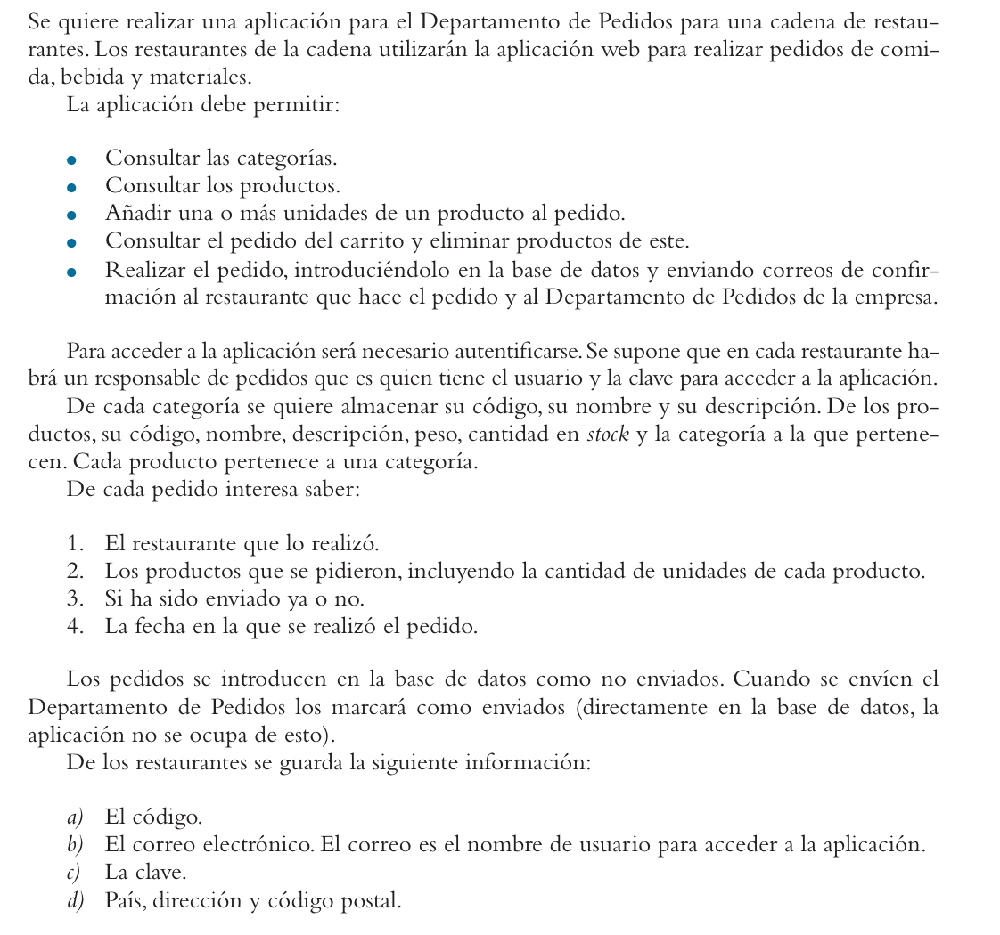 Se quiere realizar una aplicación para el Departamento de Pedidos para una cadena de restau-
rantes. Los restaurantes de la cadena utilizarán la aplicación web para realizar pedidos de comi-
da, bebida y materiales.
La aplicación debe permitir:
• Consultar las categorías.
• Consultar los productos.
• Añadir una o más unidades de un producto al pedido.
• Consultar el pedido del carrito y eliminar productos de este.
• Realizar el pedido, introduciéndolo en la base de datos y enviando correos de confir-
mación al restaurante que hace el pedido y al Departamento de Pedidos de la empresa.
Para acceder a la aplicación será necesario autentificarse. Se supone que en cada restaurante ha-
brá un responsable de pedidos que es quien tiene el usuario y la clave para acceder a la aplicación.
De cada categoría se quiere almacenar su código, su nombre y su descripción. De los pro-
ductos, su código, nombre, descripción, peso, cantidad en stock y la categoría a la que pertene-
cen. Cada producto pertenece a una categoría.
De cada pedido interesa saber:
1. El restaurante que lo realizó.
2. Los productos que se pidieron, incluyendo la cantidad de unidades de cada producto.
3. Si ha sido enviado ya o no.
4. La fecha en la que se realizó el pedido.
Los pedidos se introducen en la base de datos como no enviados. Cuando se envíen el
Departamento de Pedidos los marcará como enviados (directamente en la base de datos, la
aplicación no se ocupa de esto).
De los restaurantes se guarda la siguiente información:
a) El código.
b) El correo electrónico. El correo es el nombre de usuario para acceder a la aplicación.
c) La clave.
d) País, dirección y código postal.